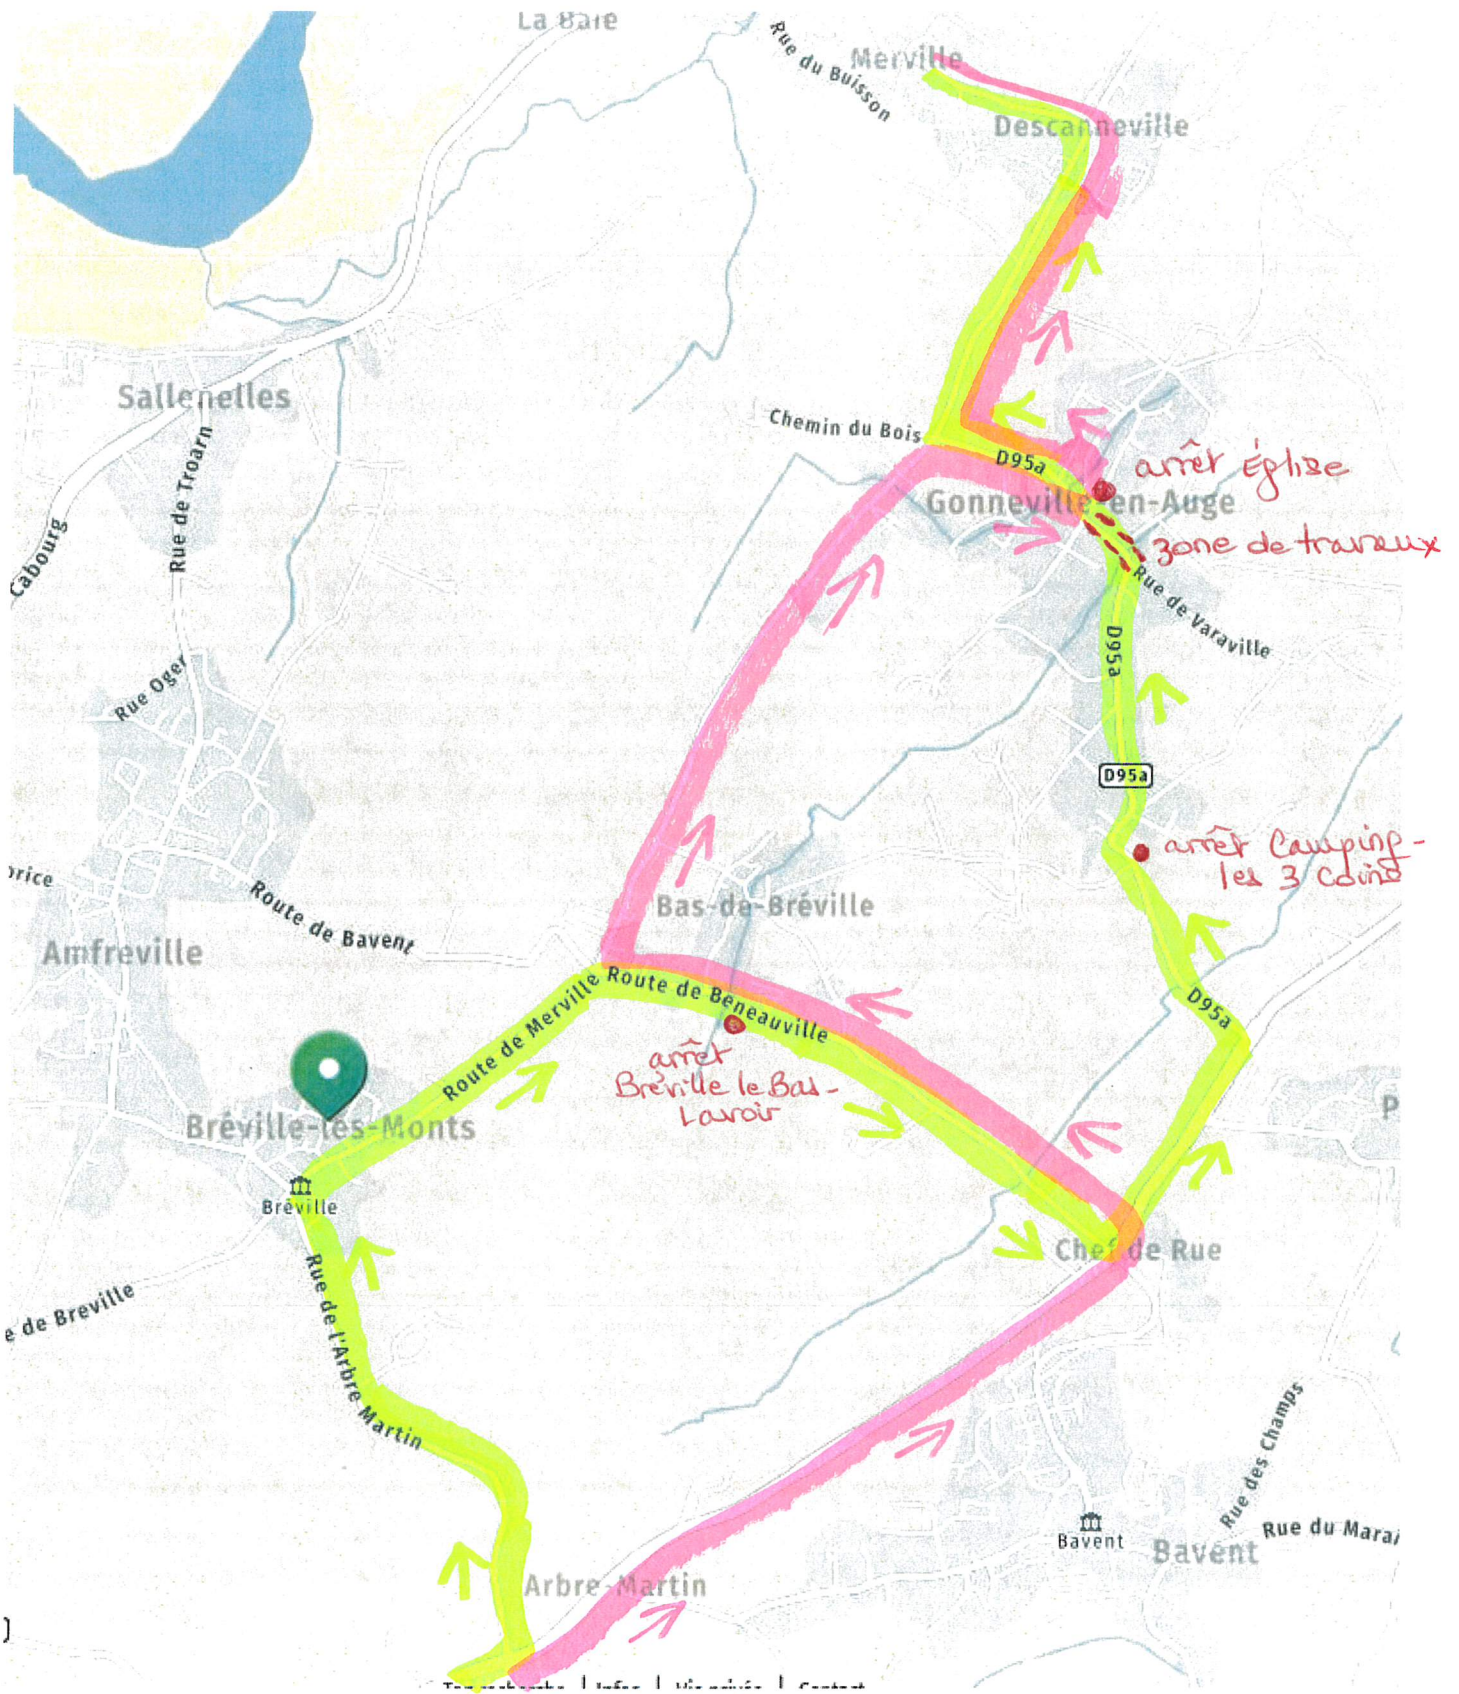 La Baie
Rue du Buisson
Merville
Descanneville
Sallenelles
Rue de Troarn
Cabourg
Chemin du Bois
D95a
arrêt Église
Gonneville-en-Auge
zone de travaux
Rue de Varaville
D95a
Rue Oger
D95a
arrêt Camping-
les 3 coins
Route de Bavent
Bas-de-Bréville
Amfreville
Route de Merville
Route de Béneauville
D95a
arrêt
Bréville le Bas-
Lavoir
Bréville-les-Monts
P
Bréville
Chef de Rue
Rue de l'Arbre Martin
e de Breville
Rue des Champs
Bavent
Bavent
Rue du Marai
Arbre-Martin